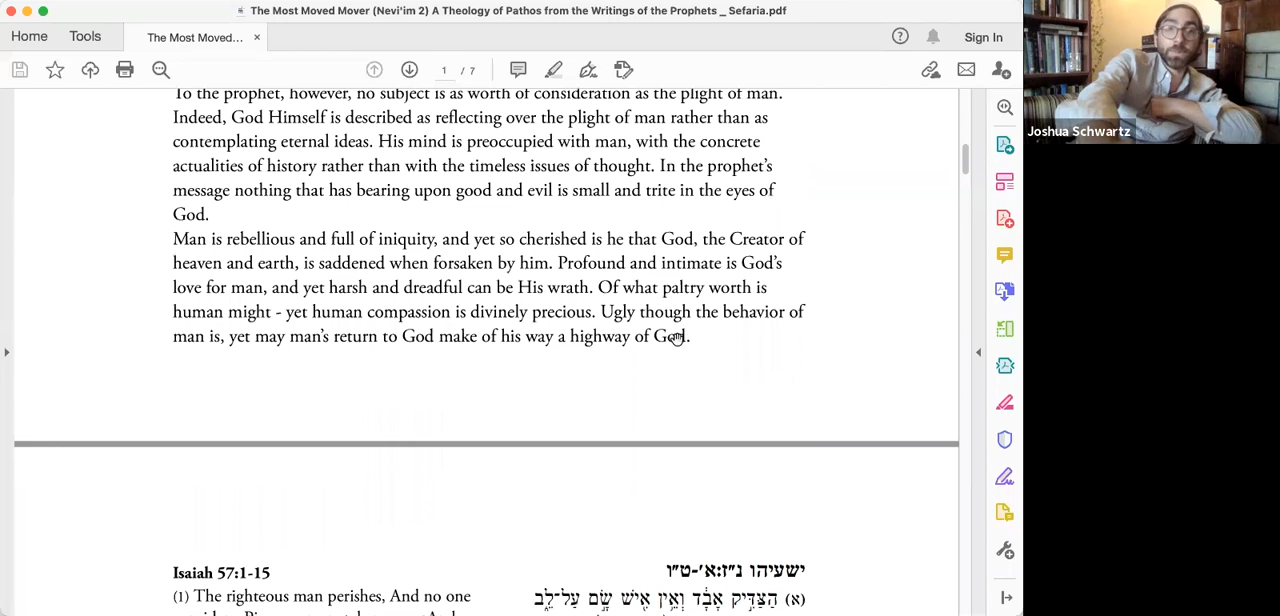 The Most Moved Mover (Nevi'im 2) A Theology of Pathos from the Writings of the Prophets _ Sefaria.pdf
Home Tools The Most Moved... × Sign In
1 / 7
To the prophet, however, no subject is as worth of consideration as the plight of man.
Indeed, God Himself is described as reflecting over the plight of man rather than as
contemplating eternal ideas. His mind is preoccupied with man, with the concrete
actualities of history rather than with the timeless issues of thought. In the prophet's
message nothing that has bearing upon good and evil is small and trite in the eyes of
God.
Man is rebellious and full of iniquity, and yet so cherished is he that God, the Creator of
heaven and earth, is saddened when forsaken by him. Profound and intimate is God's
love for man, and yet harsh and dreadful can be His wrath. Of what paltry worth is
human might - yet human compassion is divinely precious. Ugly though the behavior of
man is, yet may man's return to God make of his way a highway of God.
Isaiah 57:1-15
ישעיהו נ״ז:א׳-ט״ו
(1) The righteous man perishes, And no one
(א) הַצַּדִּ֣יק אָבָ֔ד וְאֵ֥ין אִ֖ישׁ שָׂ֣ם עַל־לֵ֑ב
Joshua Schwartz